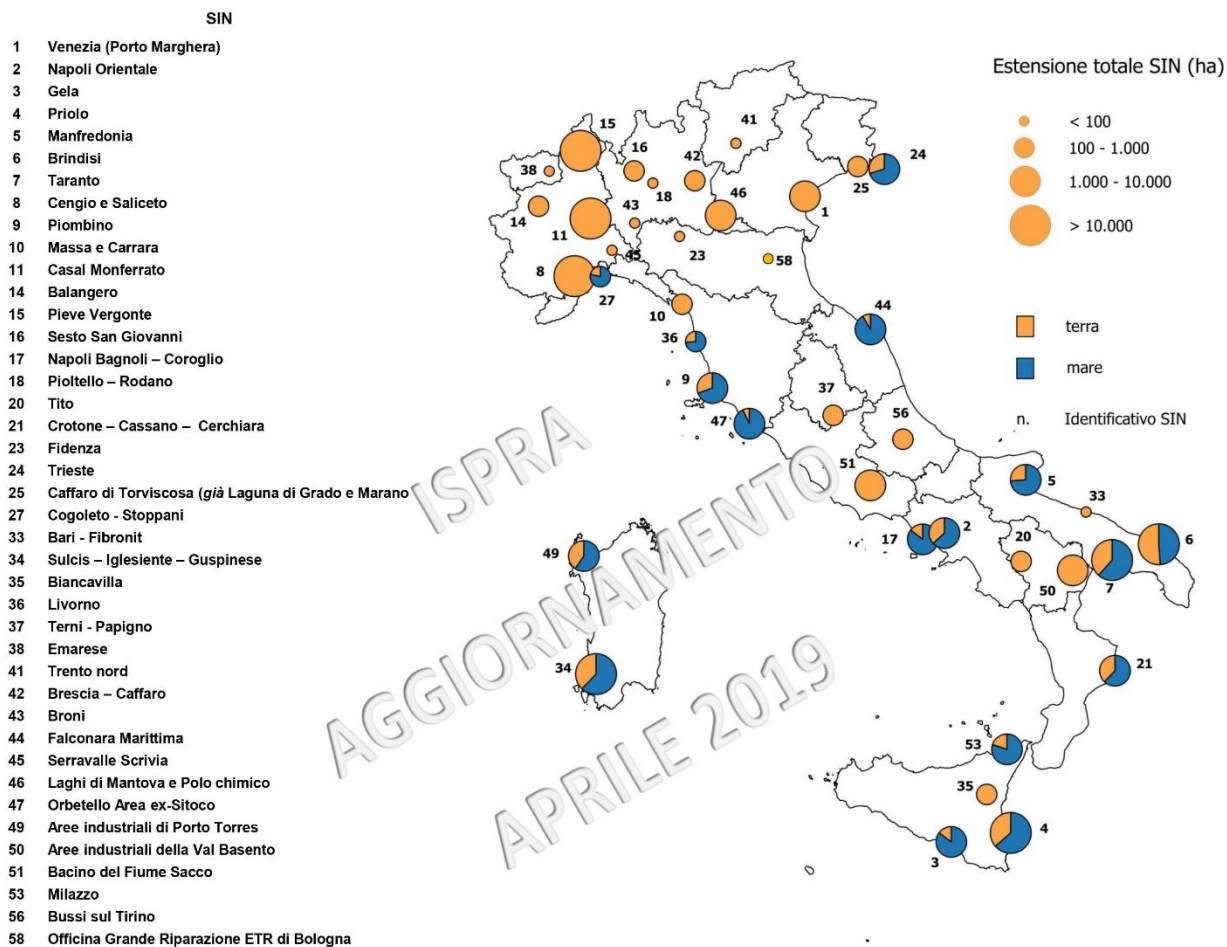 SIN
1 Venezia (Porto Marghera)
2 Napoli Orientale
3 Gela
4 Priolo
5 Manfredonia
6 Brindisi
7 Taranto
8 Cengio e Saliceto
9 Piombino
10 Massa e Carrara
11 Casal Monferrato
14 Balangero
15 Pieve Vergonte
16 Sesto San Giovanni
17 Napoli Bagnoli – Coroglio
18 Pioltello – Rodano
20 Tito
21 Crotone – Cassano – Cerchiara
23 Fidenza
24 Trieste
25 Caffaro di Torviscosa (già Laguna di Grado e Marano
27 Cogoleto - Stoppani
33 Bari - Fibronit
34 Sulcis – Iglesiente – Guspinese
35 Biancavilla
36 Livorno
37 Terni - Papigno
38 Emarese
41 Trento nord
42 Brescia – Caffaro
43 Broni
44 Falconara Marittima
45 Serravalle Scrivia
46 Laghi di Mantova e Polo chimico
47 Orbetello Area ex-Sitoco
49 Aree industriali di Porto Torres
50 Aree industriali della Val Basento
51 Bacino del Fiume Sacco
53 Milazzo
56 Bussi sul Tirino
58 Officina Grande Riparazione ETR di Bologna
Estensione totale SIN (ha)
< 100
100 - 1.000
1.000 - 10.000
> 10.000
terra
mare
n. Identificativo SIN
15
41
16
42
24
38
18
46
25
14
43
1
11
45
23
58
8
27
10
44
36
9
37
56
47
51
5
33
17
2
20
6
49
50
7
34
21
53
35
4
3
ISPRA
AGGIORNAMENTO
APRILE 2019